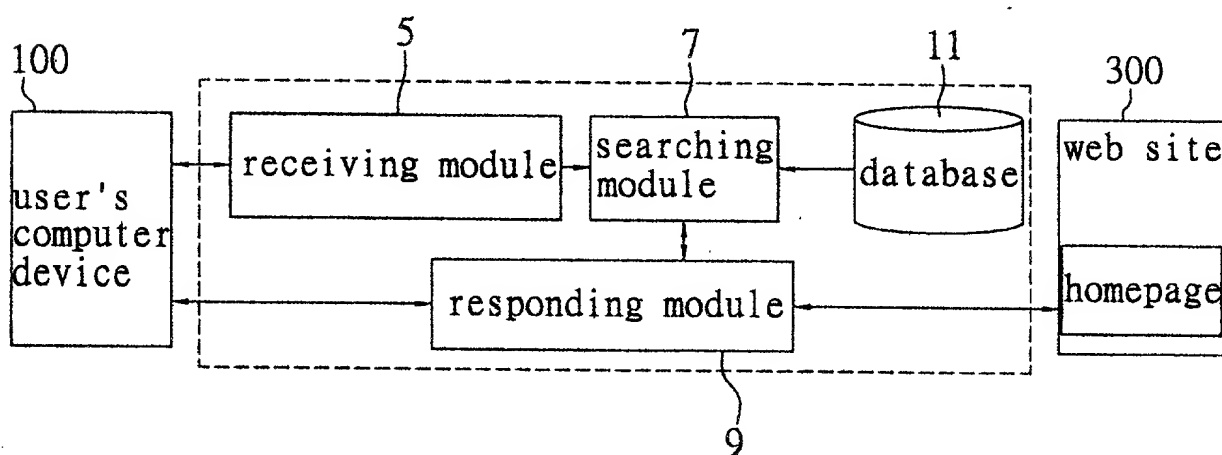 100
5
7
11
300
user's
computer
device
receiving module
searching
module
database
web site
homepage
responding module
9